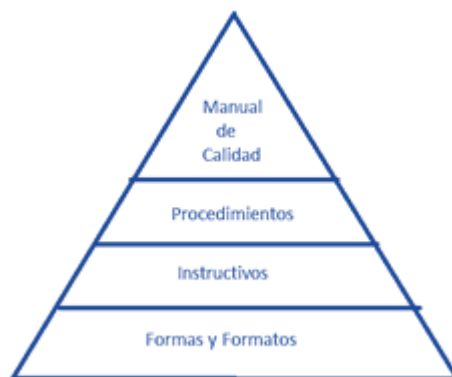 Manual
de
Calidad
Procedimientos
Instructivos
Formas y Formatos